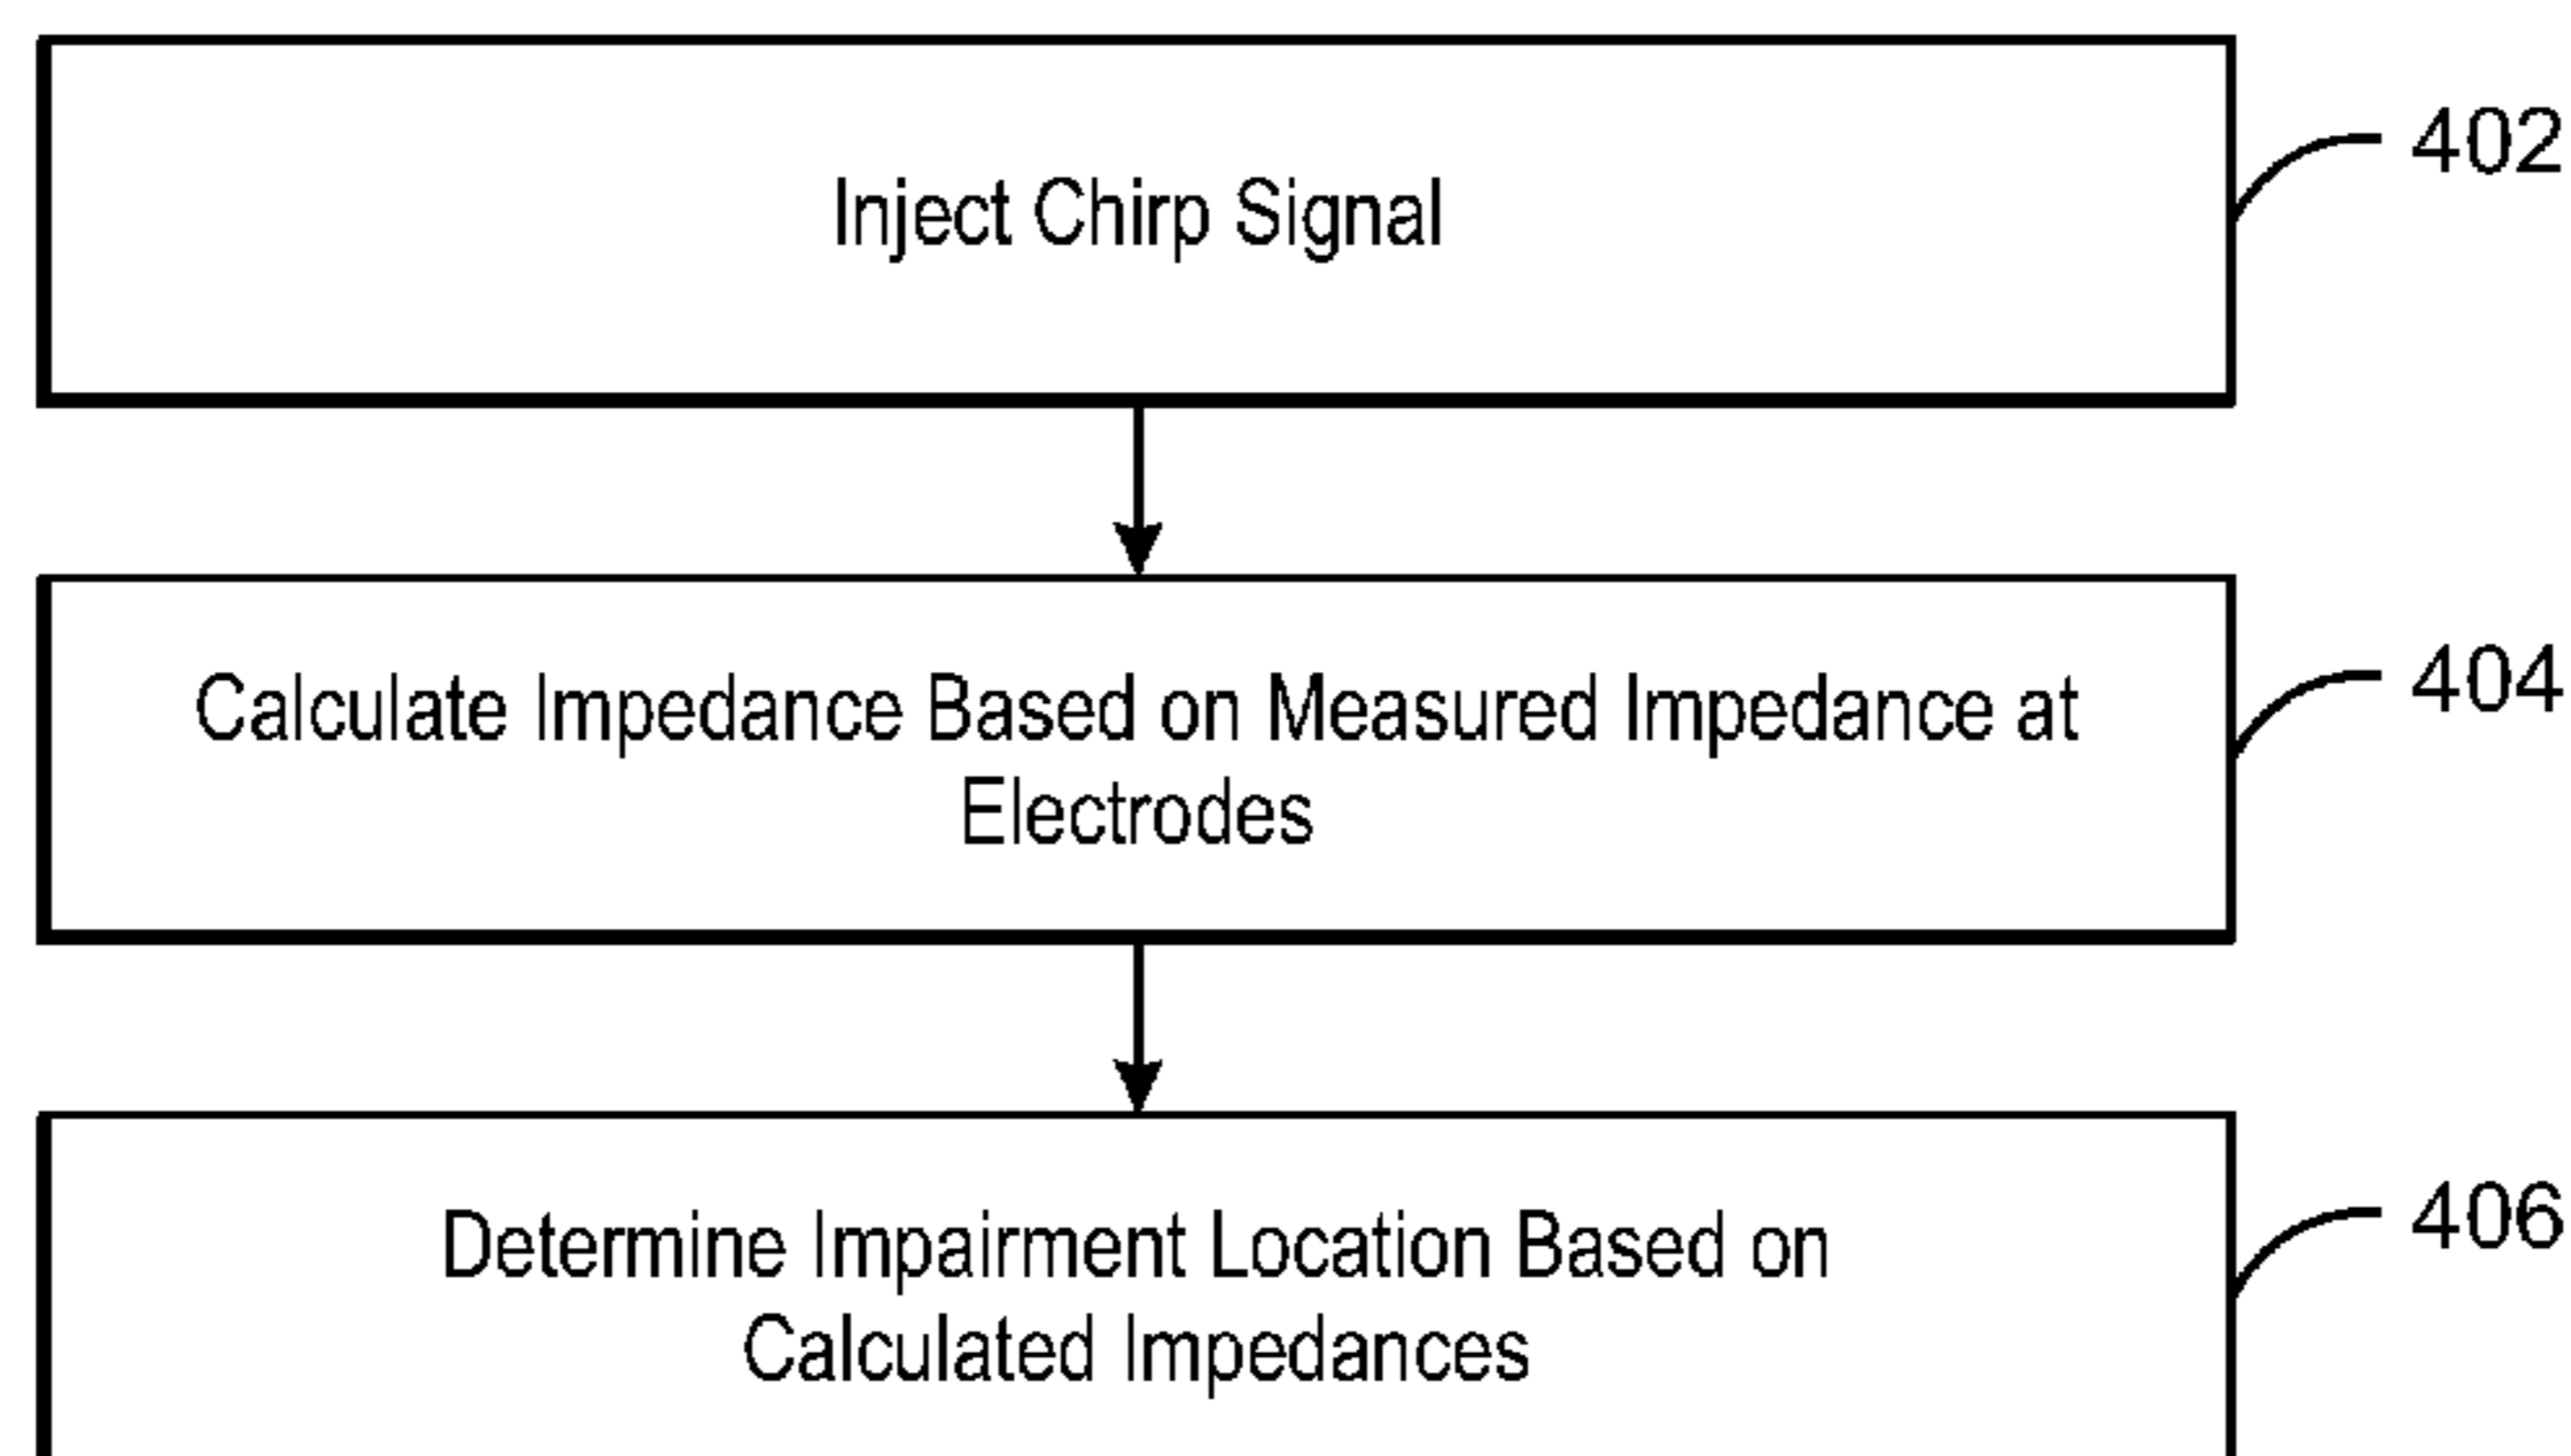 Inject Chirp Signal
402
Calculate Impedance Based on Measured Impedance at
Electrodes
404
Determine Impairment Location Based on
Calculated Impedances
406